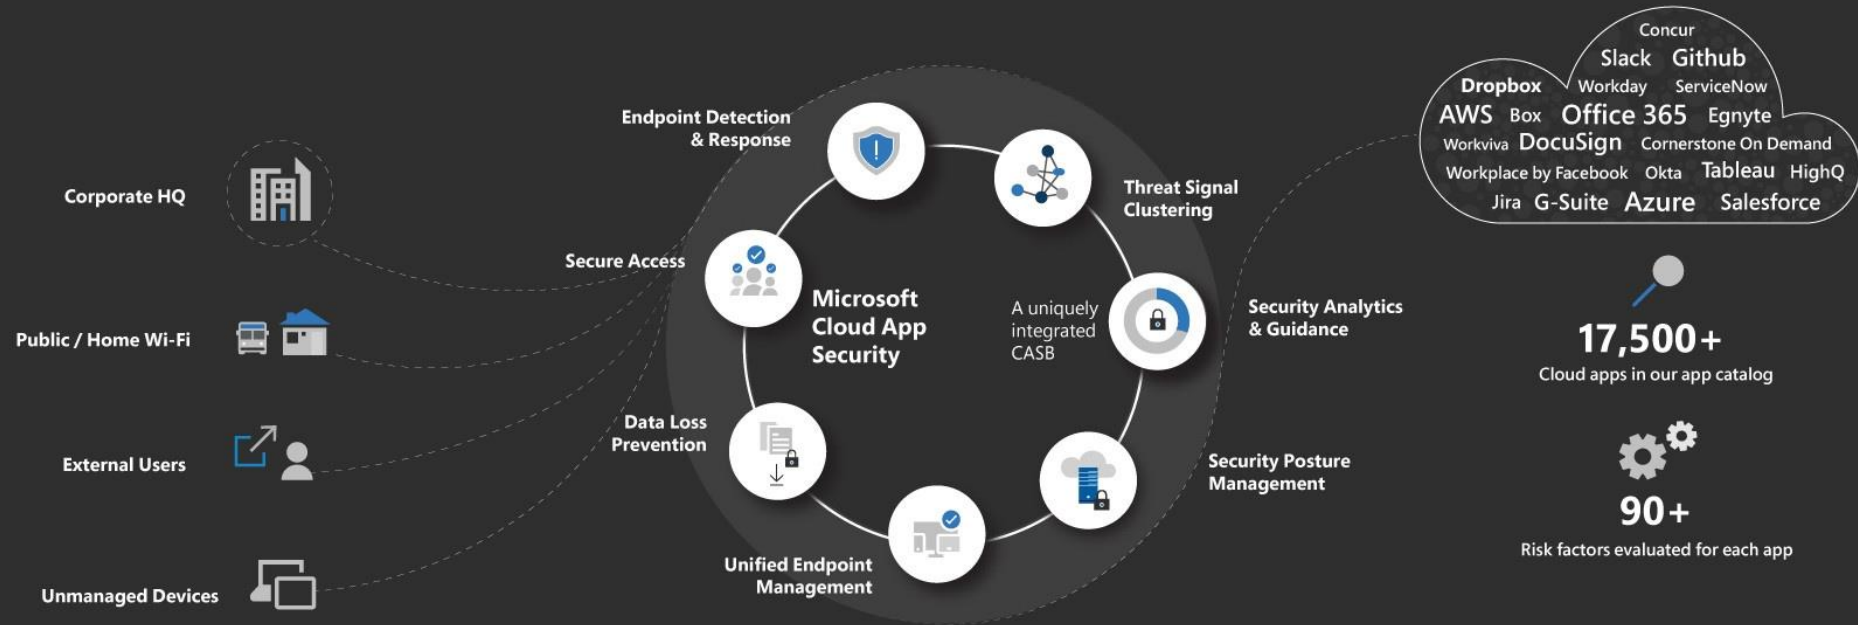 Corporate HQ
Public / Home Wi-Fi
External Users
Unmanaged Devices
Endpoint Detection
& Response
Secure Access
Data Loss
Prevention
Unified Endpoint
Management
Microsoft
Cloud App
Security
A uniquely
integrated
CASB
Threat Signal
Clustering
Security Analytics
& Guidance
Security Posture
Management
Concur
Slack Github
Dropbox Workday ServiceNow
AWS Box Office 365 Egnyte
Workviva DocuSign Cornerstone On Demand
Workplace by Facebook Okta Tableau HighQ
Jira G-Suite Azure Salesforce
17,500+
Cloud apps in our app catalog
90+
Risk factors evaluated for each app